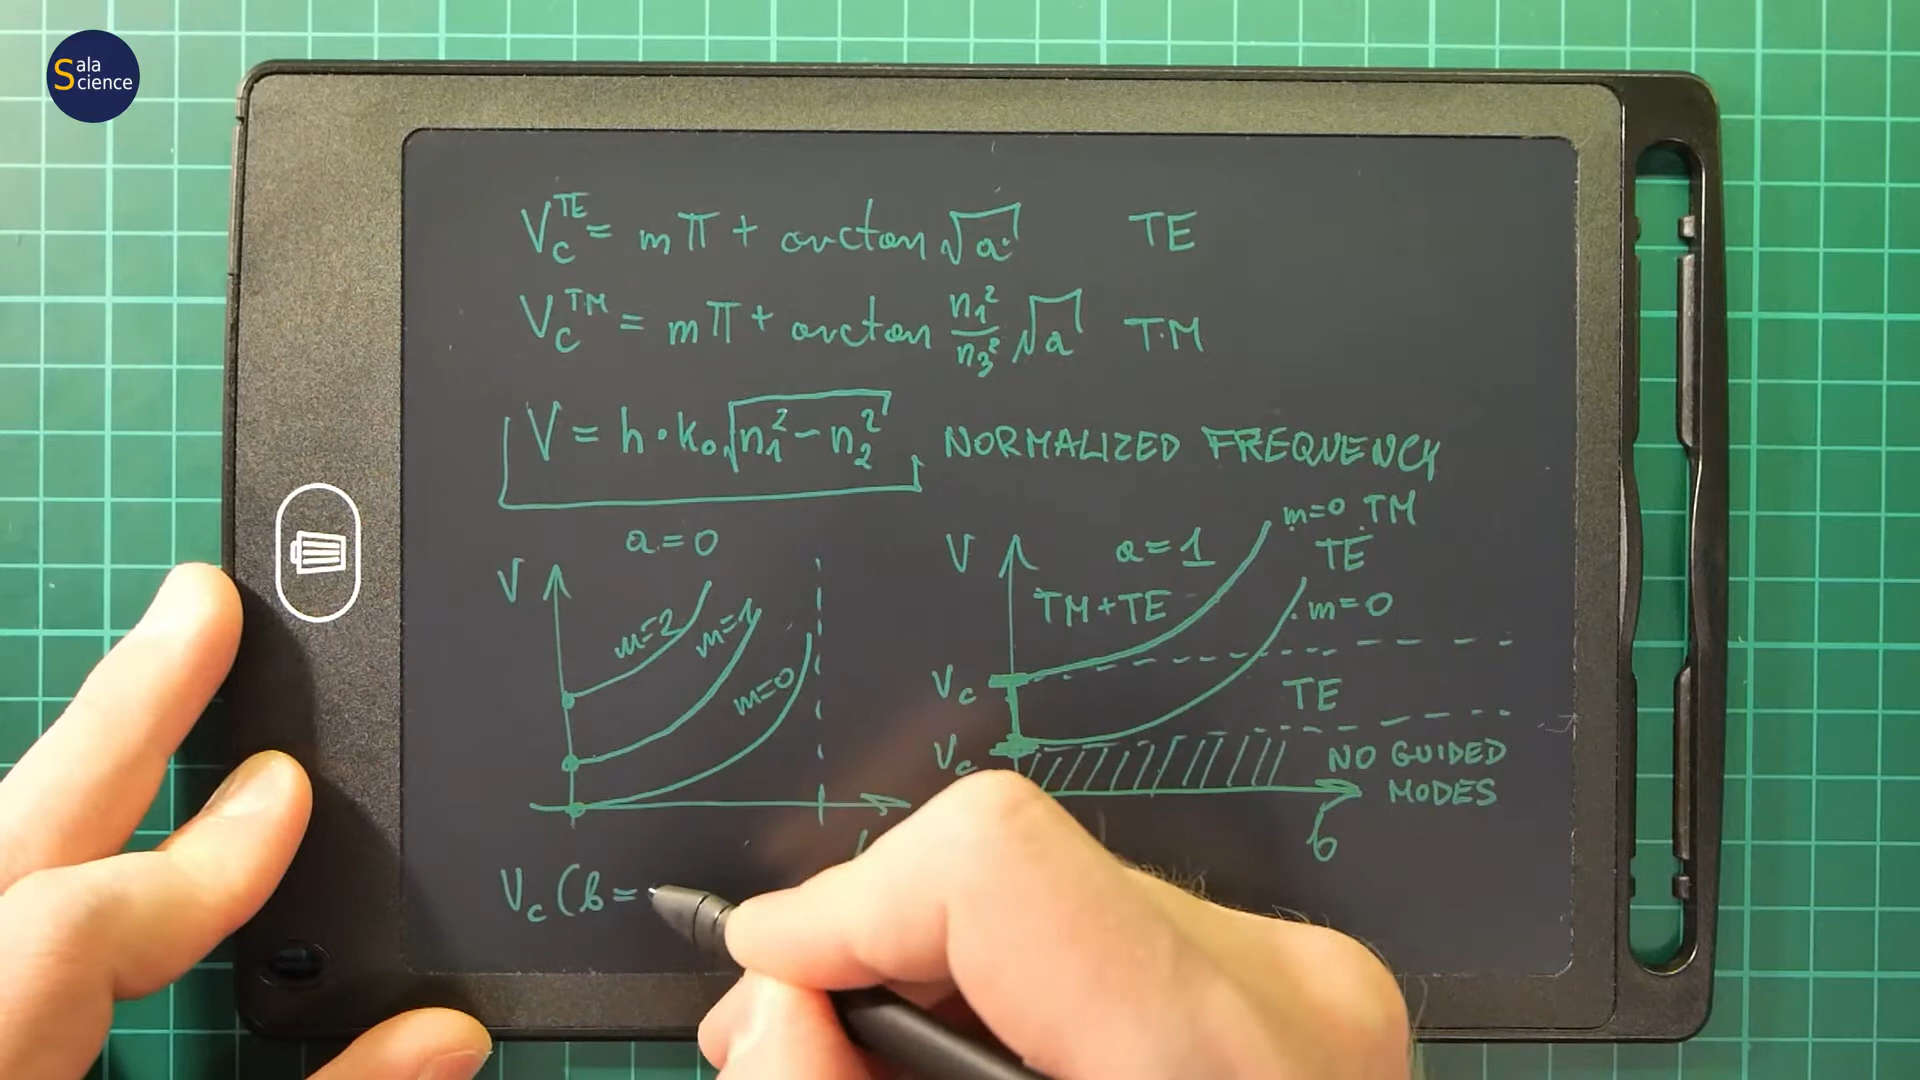 Sala
Science
V_c^TE = mπ + arctan √a TE
V_c^TM = mπ + arctan n₁²/n₃² √a TM
V = h·k₀√n₁²−n₂² NORMALIZED FREQUENCY
a=0
V
m=2
m=1
m=0
V
a=1
m=0 TM
TE
TM+TE
m=0
V_c
TE
V_c
NO GUIDED
MODES
b
V_c (b=